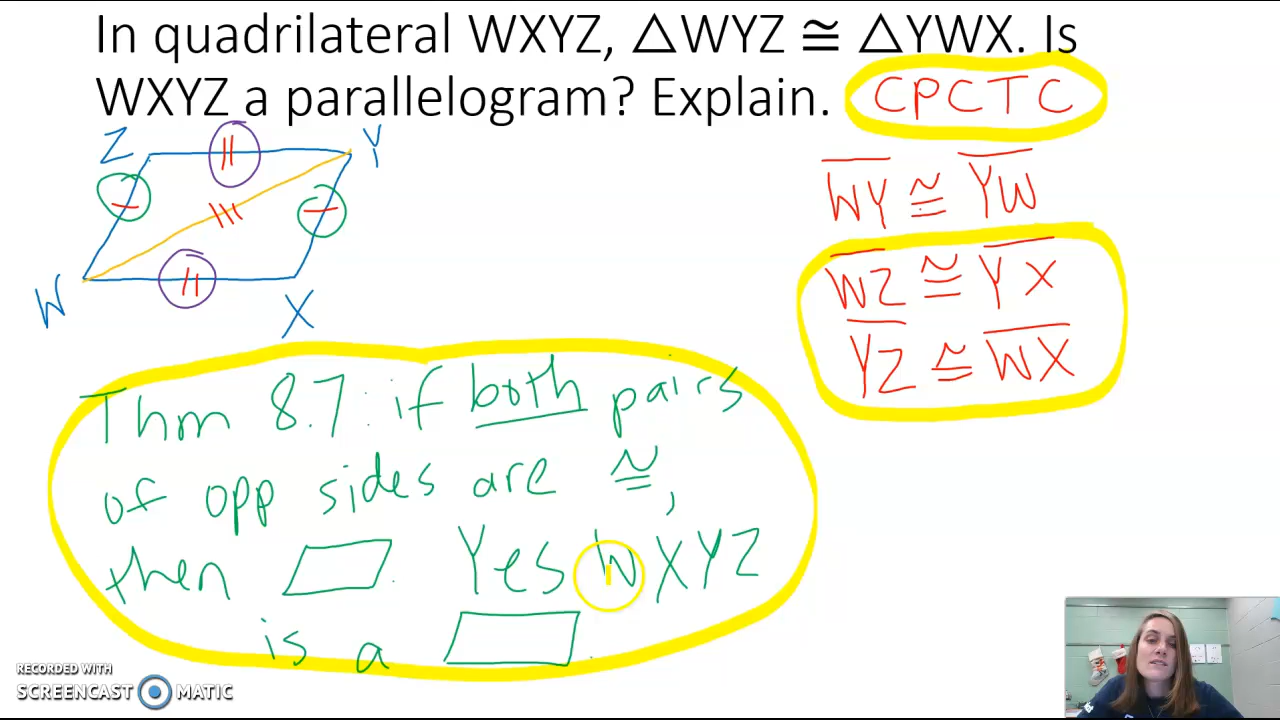 In quadrilateral WXYZ, △WYZ ≅ △YWX. Is
WXYZ a parallelogram? Explain.
CPCTC
Z
Y
W
X
WY ≅ YW
WZ ≅ YX
YZ ≅ WX
Thm 8.7: if both pairs
of opp sides are ≅,
then ▱. Yes WXYZ
is a ▱.
RECORDED WITH
SCREENCAST MATIC